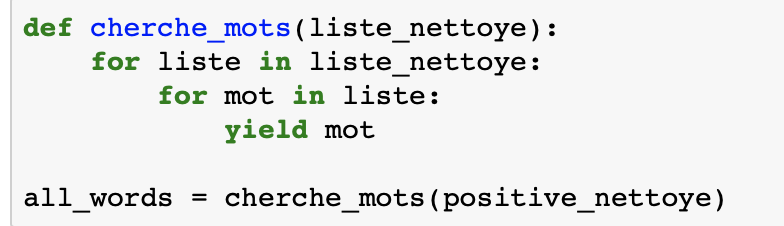 def cherche_mots(liste_nettoye):
    for liste in liste_nettoye:
        for mot in liste:
            yield mot

all_words = cherche_mots(positive_nettoye)